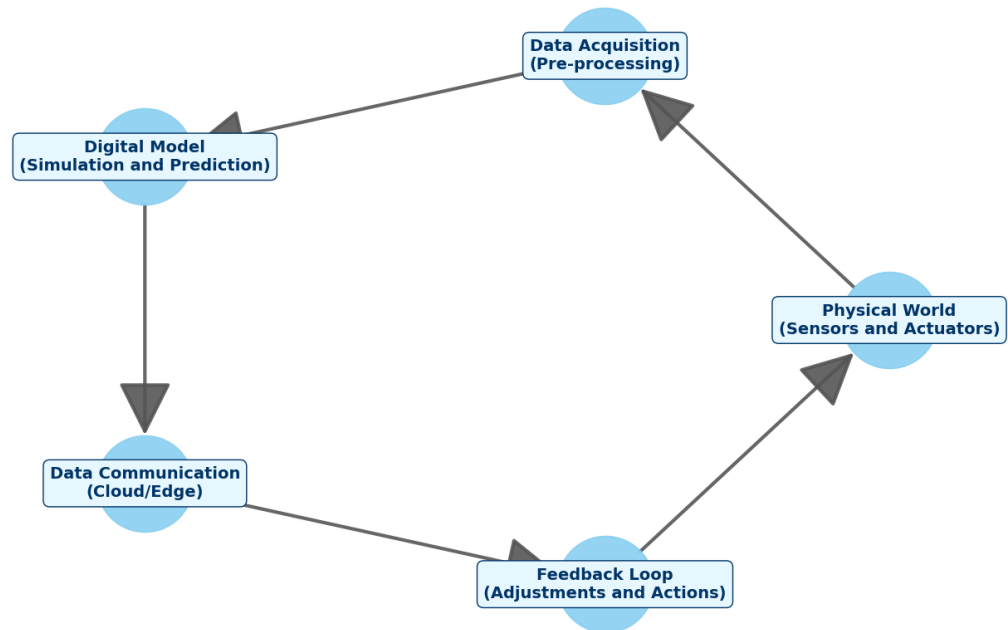 Data Acquisition
(Pre-processing)
Digital Model
(Simulation and Prediction)
Physical World
(Sensors and Actuators)
Data Communication
(Cloud/Edge)
Feedback Loop
(Adjustments and Actions)